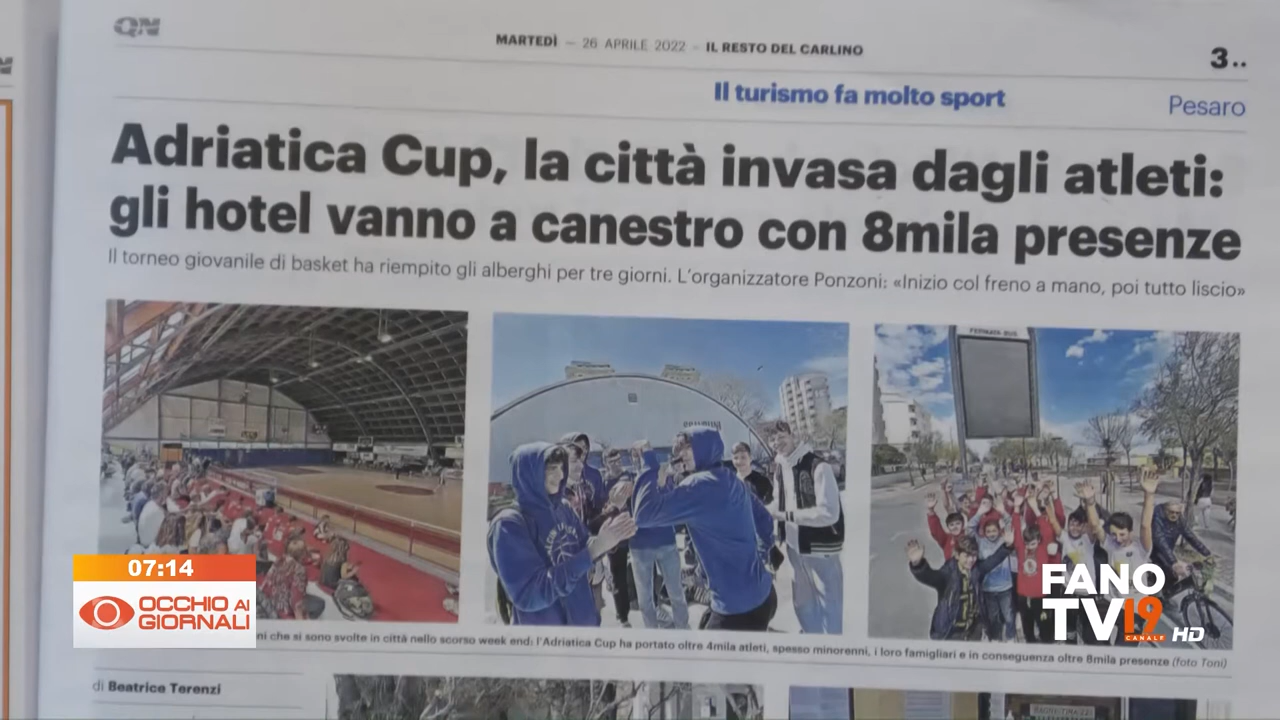 QN
MARTEDÌ – 26 APRILE 2022 – IL RESTO DEL CARLINO
3..
Il turismo fa molto sport
Pesaro
Adriatica Cup, la città invasa dagli atleti:
gli hotel vanno a canestro con 8mila presenze
Il torneo giovanile di basket ha riempito gli alberghi per tre giorni. L'organizzatore Ponzoni: «Inizio col freno a mano, poi tutto liscio»
FERMATA BUS
07:14
OCCHIO AI
GIORNALI
FANO
TV19
CANALE
HD
che si sono svolte in città nello scorso week end: l'Adriatica Cup ha portato oltre 4mila atleti, spesso minorenni, i loro famigliari e in conseguenza oltre 8mila presenze (foto Toni)
di Beatrice Terenzi